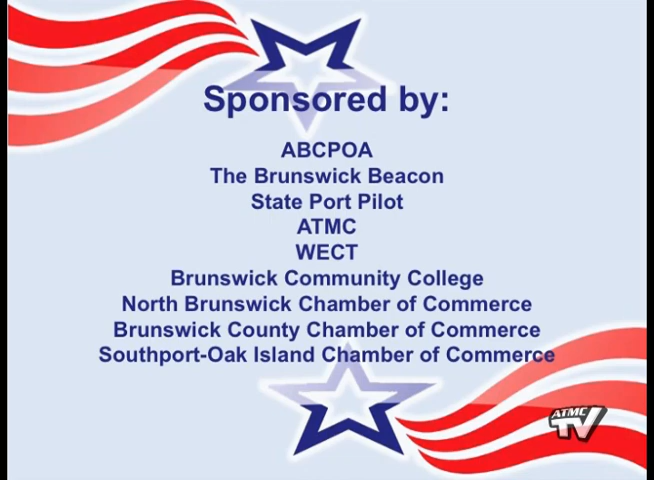 Sponsored by:
ABCPOA
The Brunswick Beacon
State Port Pilot
ATMC
WECT
Brunswick Community College
North Brunswick Chamber of Commerce
Brunswick County Chamber of Commerce
Southport-Oak Island Chamber of Commerce
ATMC
TV